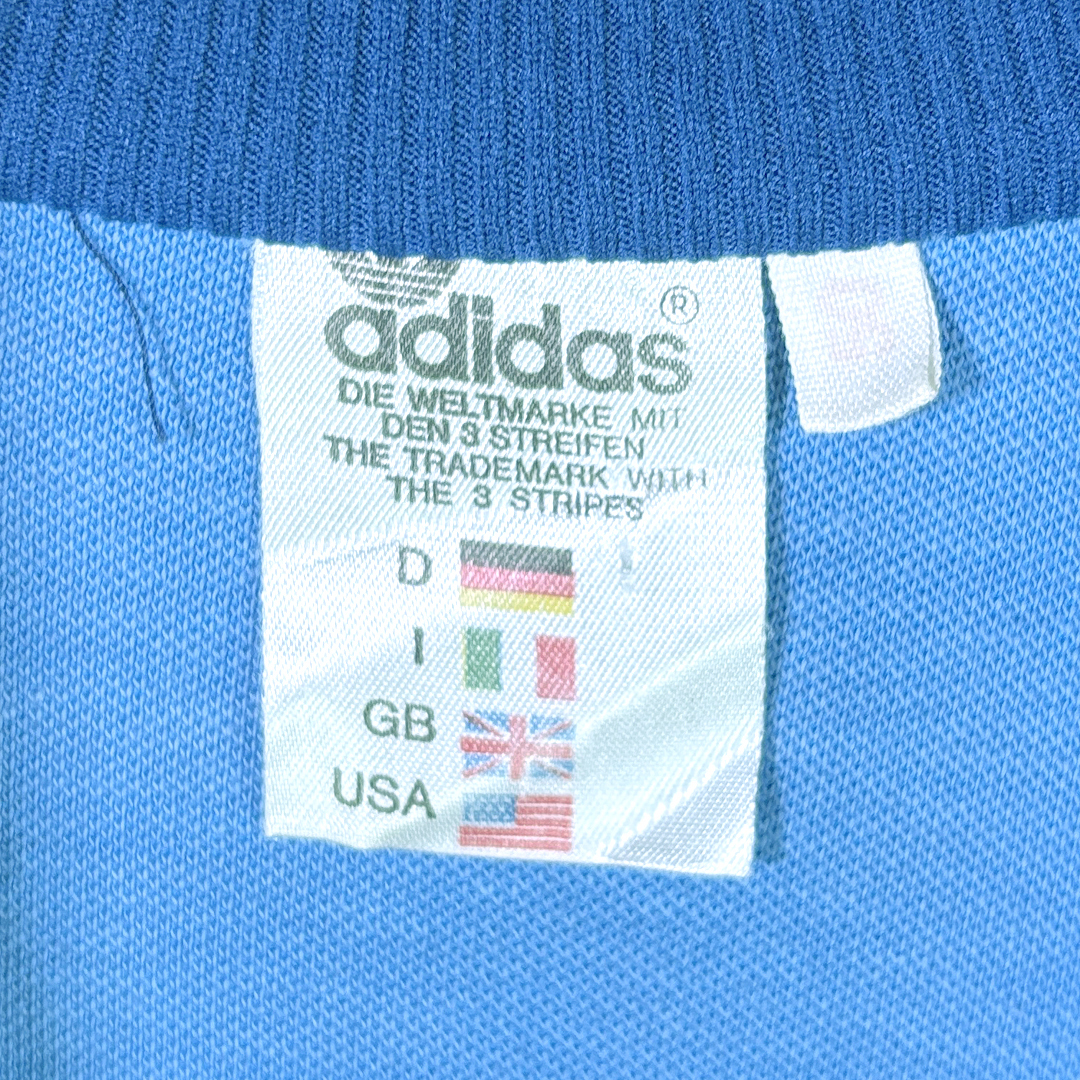 adidas ®
DIE WELTMARKE MIT
DEN 3 STREIFEN
THE TRADEMARK WITH
THE 3 STRIPES
D
I
GB
USA